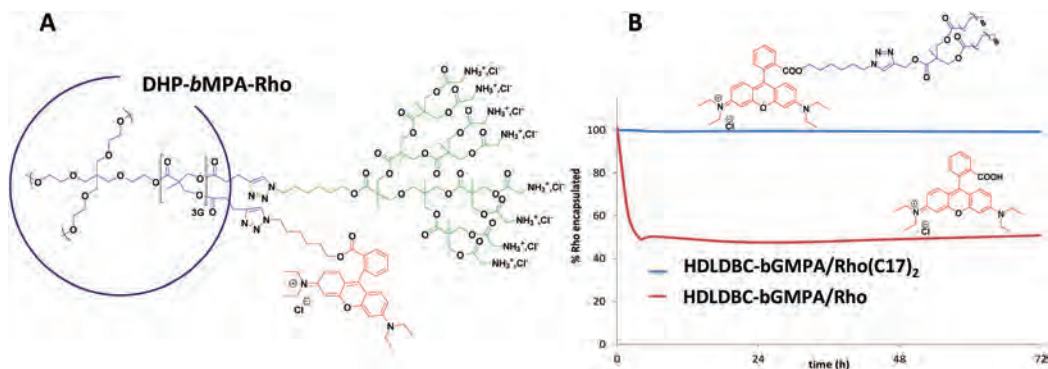 A
DHP-bMPA-Rho
3G
NH₃⁺,Cl⁻
NH₃⁺,Cl⁻
NH₃⁺,Cl⁻
NH₃⁺,Cl⁻
NH₃⁺,Cl⁻
NH₃⁺,Cl⁻
NH₃⁺,Cl⁻
NH₃⁺,Cl⁻
Cl
B
COO
Cl
COOH
Cl
% Rho encapsulated
100
80
60
40
20
0
HDLDBC-bGMPA/Rho(C17)₂
HDLDBC-bGMPA/Rho
0
24
48
72
time (h)